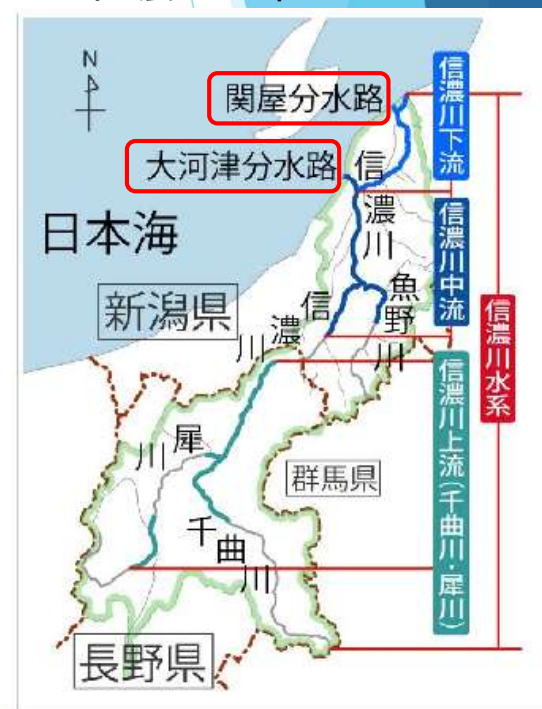 N
関屋分水路
大河津分水路
日本海
新潟県
信濃川
信濃川
魚野川
群馬県
犀川
千曲川
長野県
信濃川下流
信濃川中流
信濃川上流(千曲川・犀川)
信濃川水系